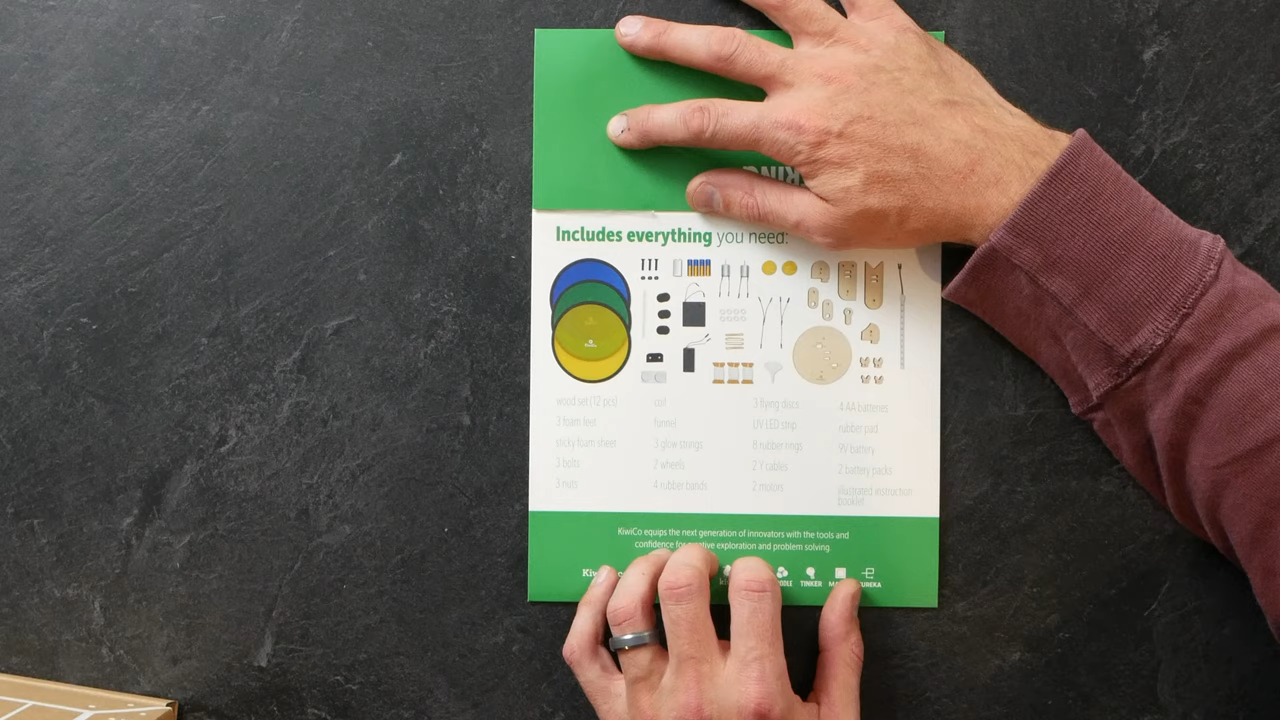 Includes everything you need:
wood set (12 pcs)
3 foam feet
sticky foam sheet
3 bolts
3 nuts
coil
funnel
3 glow strings
2 wheels
4 rubber bands
3 flying discs
UV LED strip
8 rubber rings
2 Y cables
2 motors
4 AA batteries
rubber pad
9V battery
2 battery packs
illustrated instruction
booklet
KiwiCo equips the next generation of innovators with the tools and
confidence for creative exploration and problem solving.
TINKER